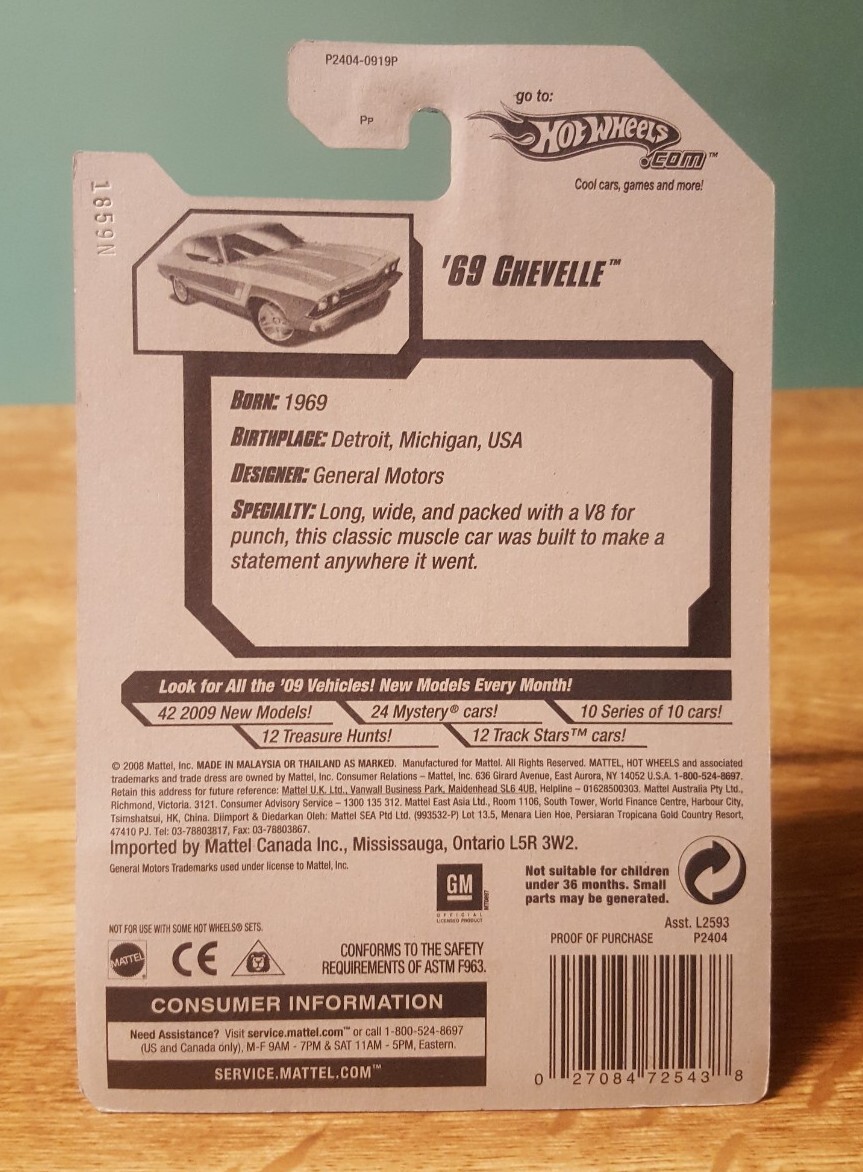 P2404-0919P
Pp
go to:
HOT WHEELS
.COM™
Cool cars, games and more!
1859N
'69 CHEVELLE™
BORN: 1969
BIRTHPLACE: Detroit, Michigan, USA
DESIGNER: General Motors
SPECIALTY: Long, wide, and packed with a V8 for
punch, this classic muscle car was built to make a
statement anywhere it went.
Look for All the '09 Vehicles! New Models Every Month!
42 2009 New Models! 24 Mystery® cars! 10 Series of 10 cars!
12 Treasure Hunts! 12 Track Stars™ cars!
© 2008 Mattel, Inc. MADE IN MALAYSIA OR THAILAND AS MARKED. Manufactured for Mattel. All Rights Reserved. MATTEL, HOT WHEELS and associated
trademarks and trade dress are owned by Mattel, Inc. Consumer Relations – Mattel, Inc. 636 Girard Avenue, East Aurora, NY 14052 U.S.A. 1-800-524-8697.
Retain this address for future reference: Mattel U.K. Ltd., Vanwall Business Park, Maidenhead SL6 4UB, Helpline – 01628500303. Mattel Australia Pty Ltd.,
Richmond, Victoria. 3121. Consumer Advisory Service – 1300 135 312. Mattel East Asia Ltd., Room 1106, South Tower, World Finance Centre, Harbour City,
Tsimshatsui, HK, China. Diimport & Diedarkan Oleh: Mattel SEA Ptd Ltd. (993532-P) Lot 13.5, Menara Lien Hoe, Persiaran Tropicana Gold Country Resort,
47410 PJ. Tel: 03-78803817, Fax: 03-78803867.
Imported by Mattel Canada Inc., Mississauga, Ontario L5R 3W2.
General Motors Trademarks used under license to Mattel, Inc.
GM
OFFICIAL
LICENSED PRODUCT
Not suitable for children
under 36 months. Small
parts may be generated.
Asst. L2593
PROOF OF PURCHASE P2404
NOT FOR USE WITH SOME HOT WHEELS® SETS.
MATTEL
CE
CONFORMS TO THE SAFETY
REQUIREMENTS OF ASTM F963.
CONSUMER INFORMATION
Need Assistance? Visit service.mattel.com™ or call 1-800-524-8697
(US and Canada only), M-F 9AM - 7PM & SAT 11AM - 5PM, Eastern.
SERVICE.MATTEL.COM™
0 27084 72543 8